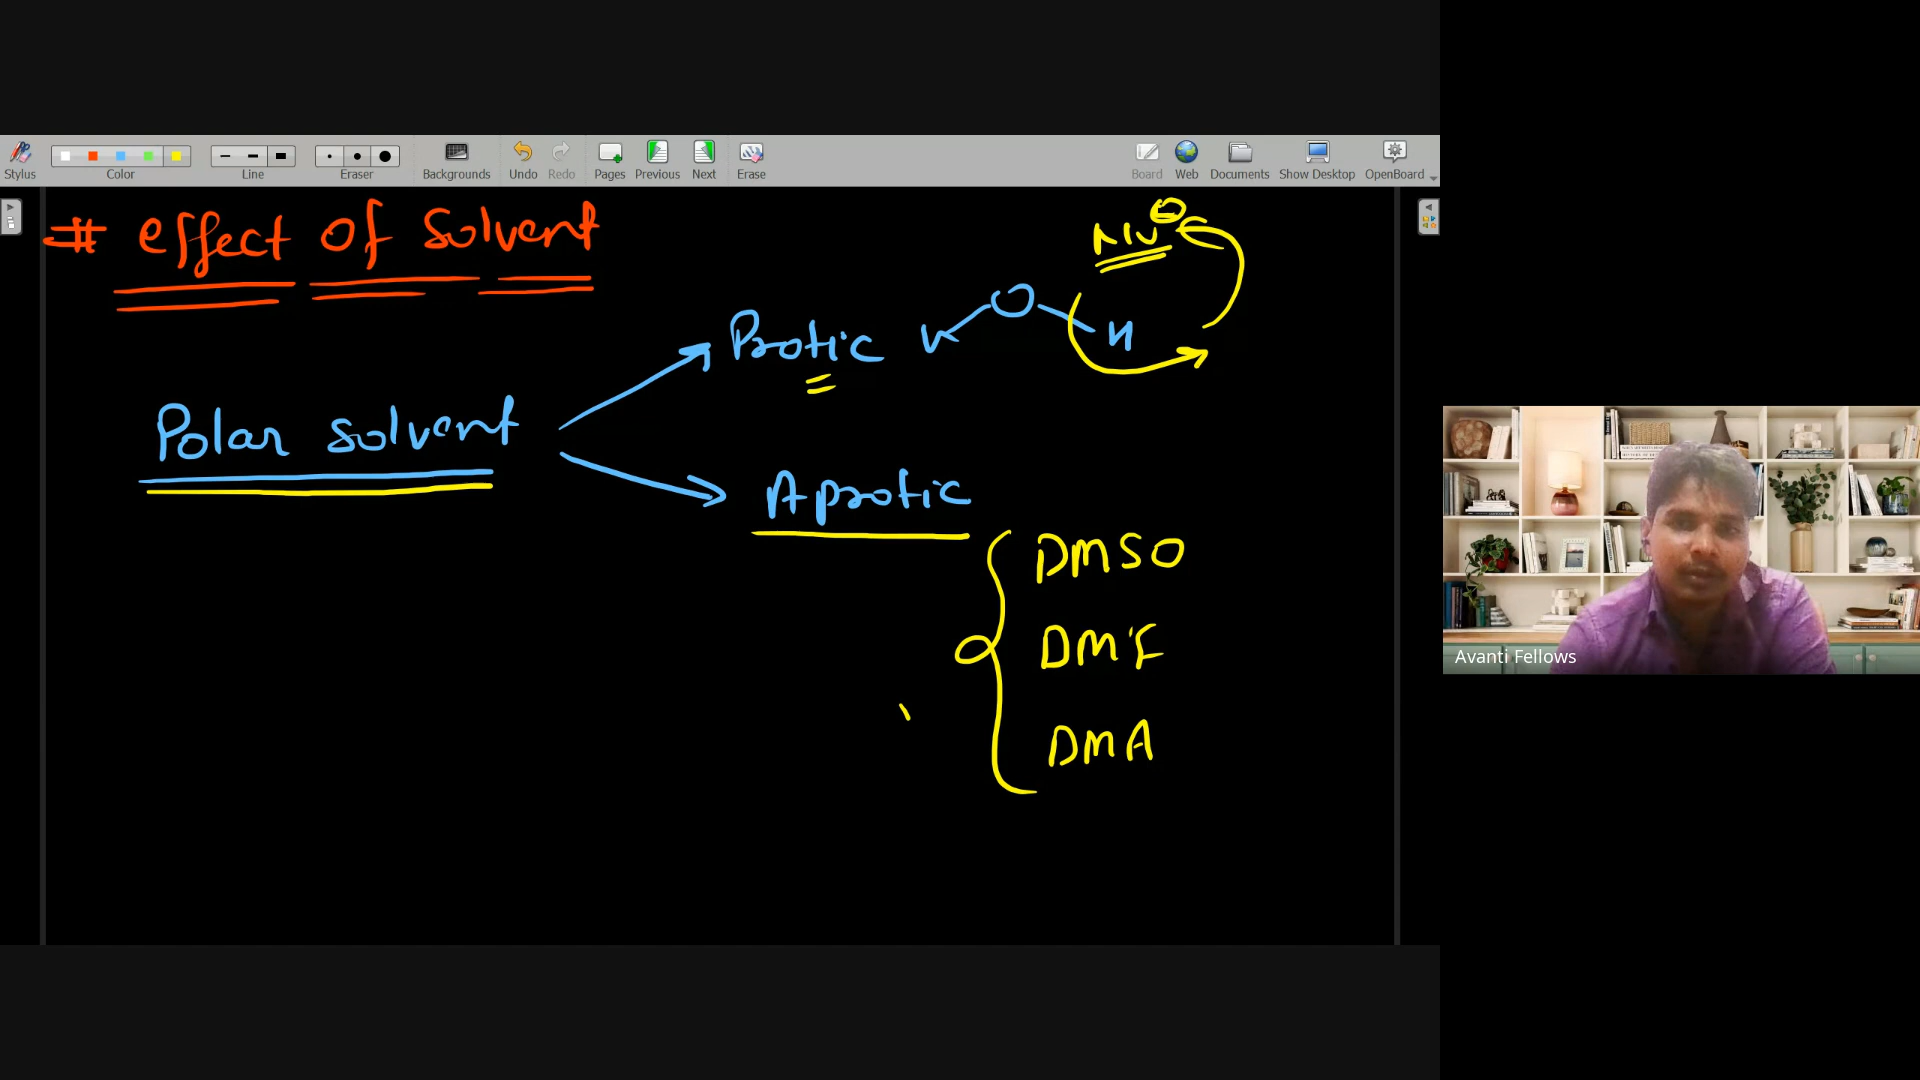 Stylus Color Line Eraser Backgrounds Undo Redo Pages Previous Next Erase Board Web Documents Show Desktop OpenBoard
# effect of solvent
Protic O H
Polar solvent
Aprotic
DMSO
DMF
DMA
Avanti Fellows